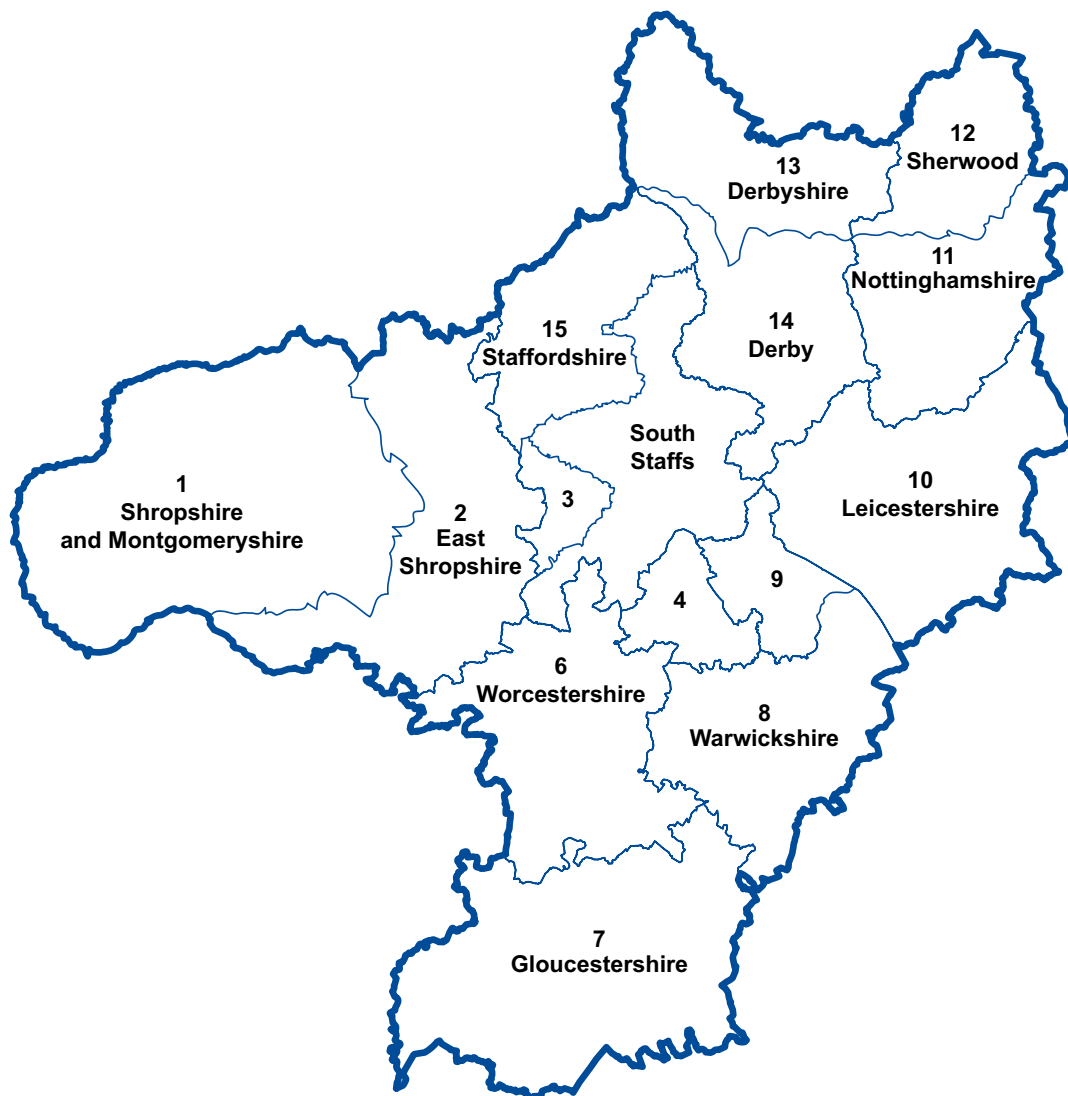 12
Sherwood
13
Derbyshire
11
Nottinghamshire
15
Staffordshire
14
Derby
South
Staffs
1
Shropshire
and Montgomeryshire
2
East
Shropshire
3
10
Leicestershire
4
9
6
Worcestershire
8
Warwickshire
7
Gloucestershire